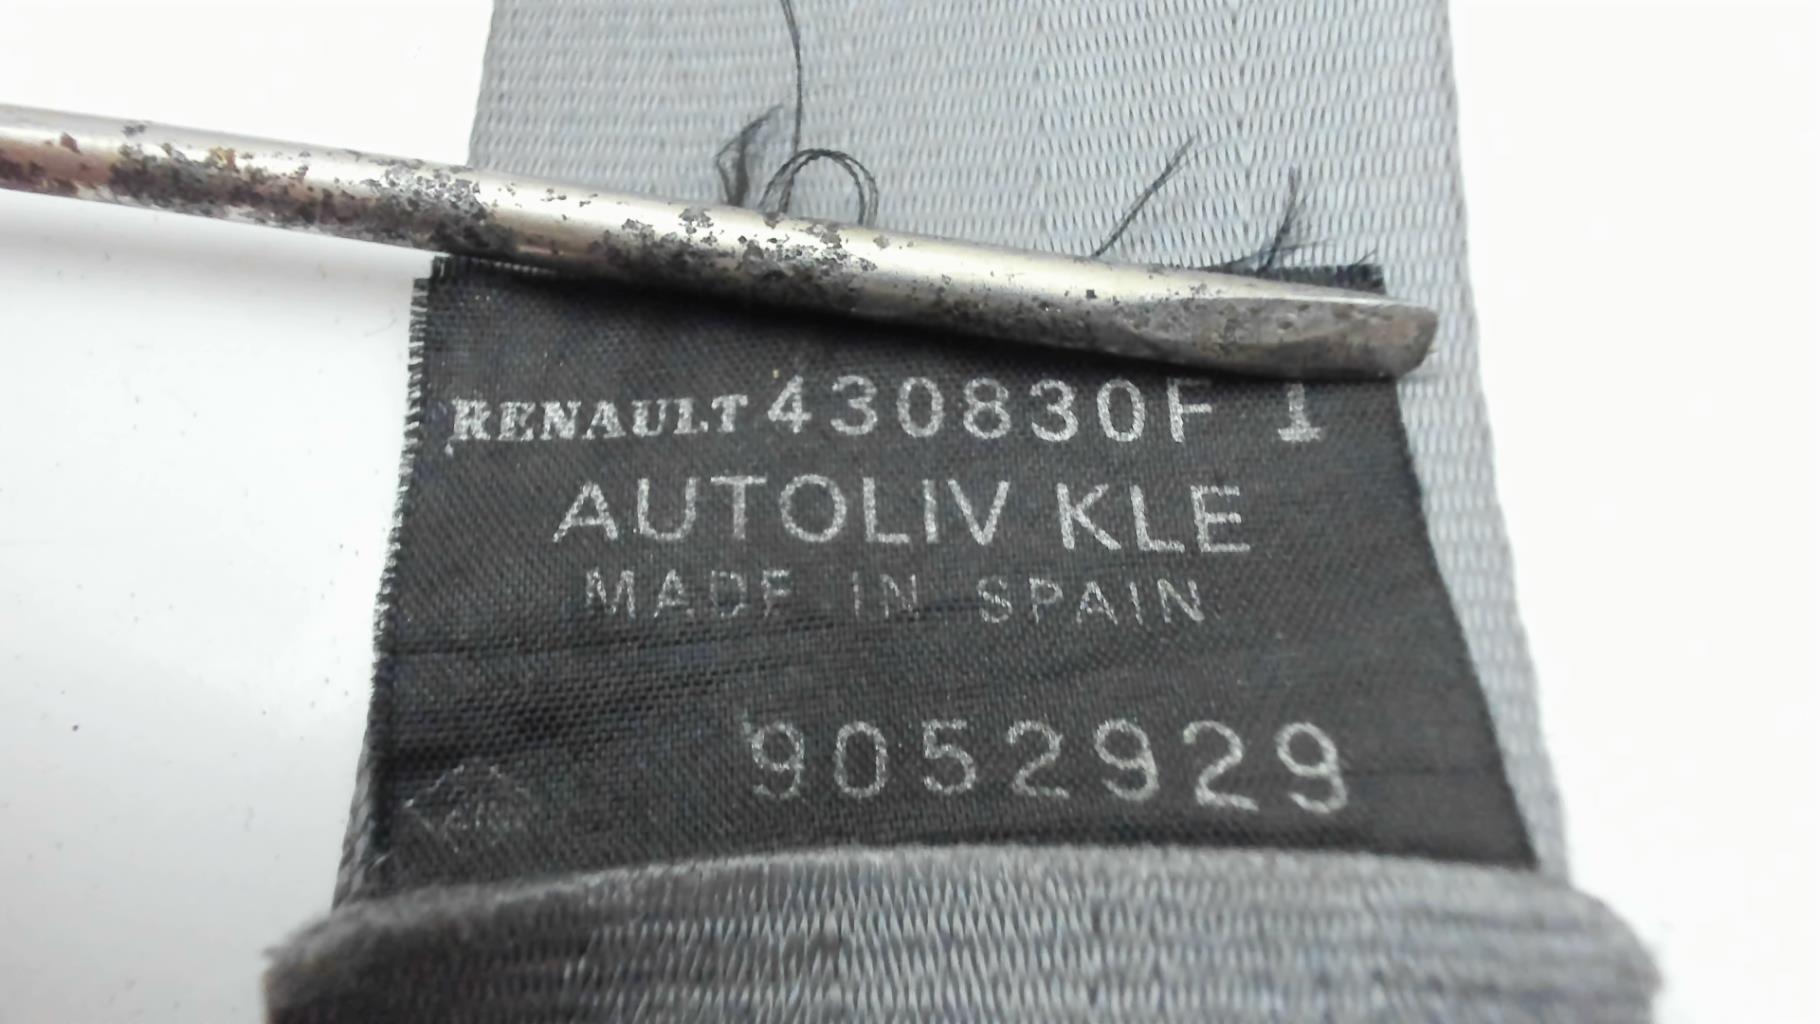 RENAULT 430830F 1
AUTOLIV KLE
MADE IN SPAIN
9052929